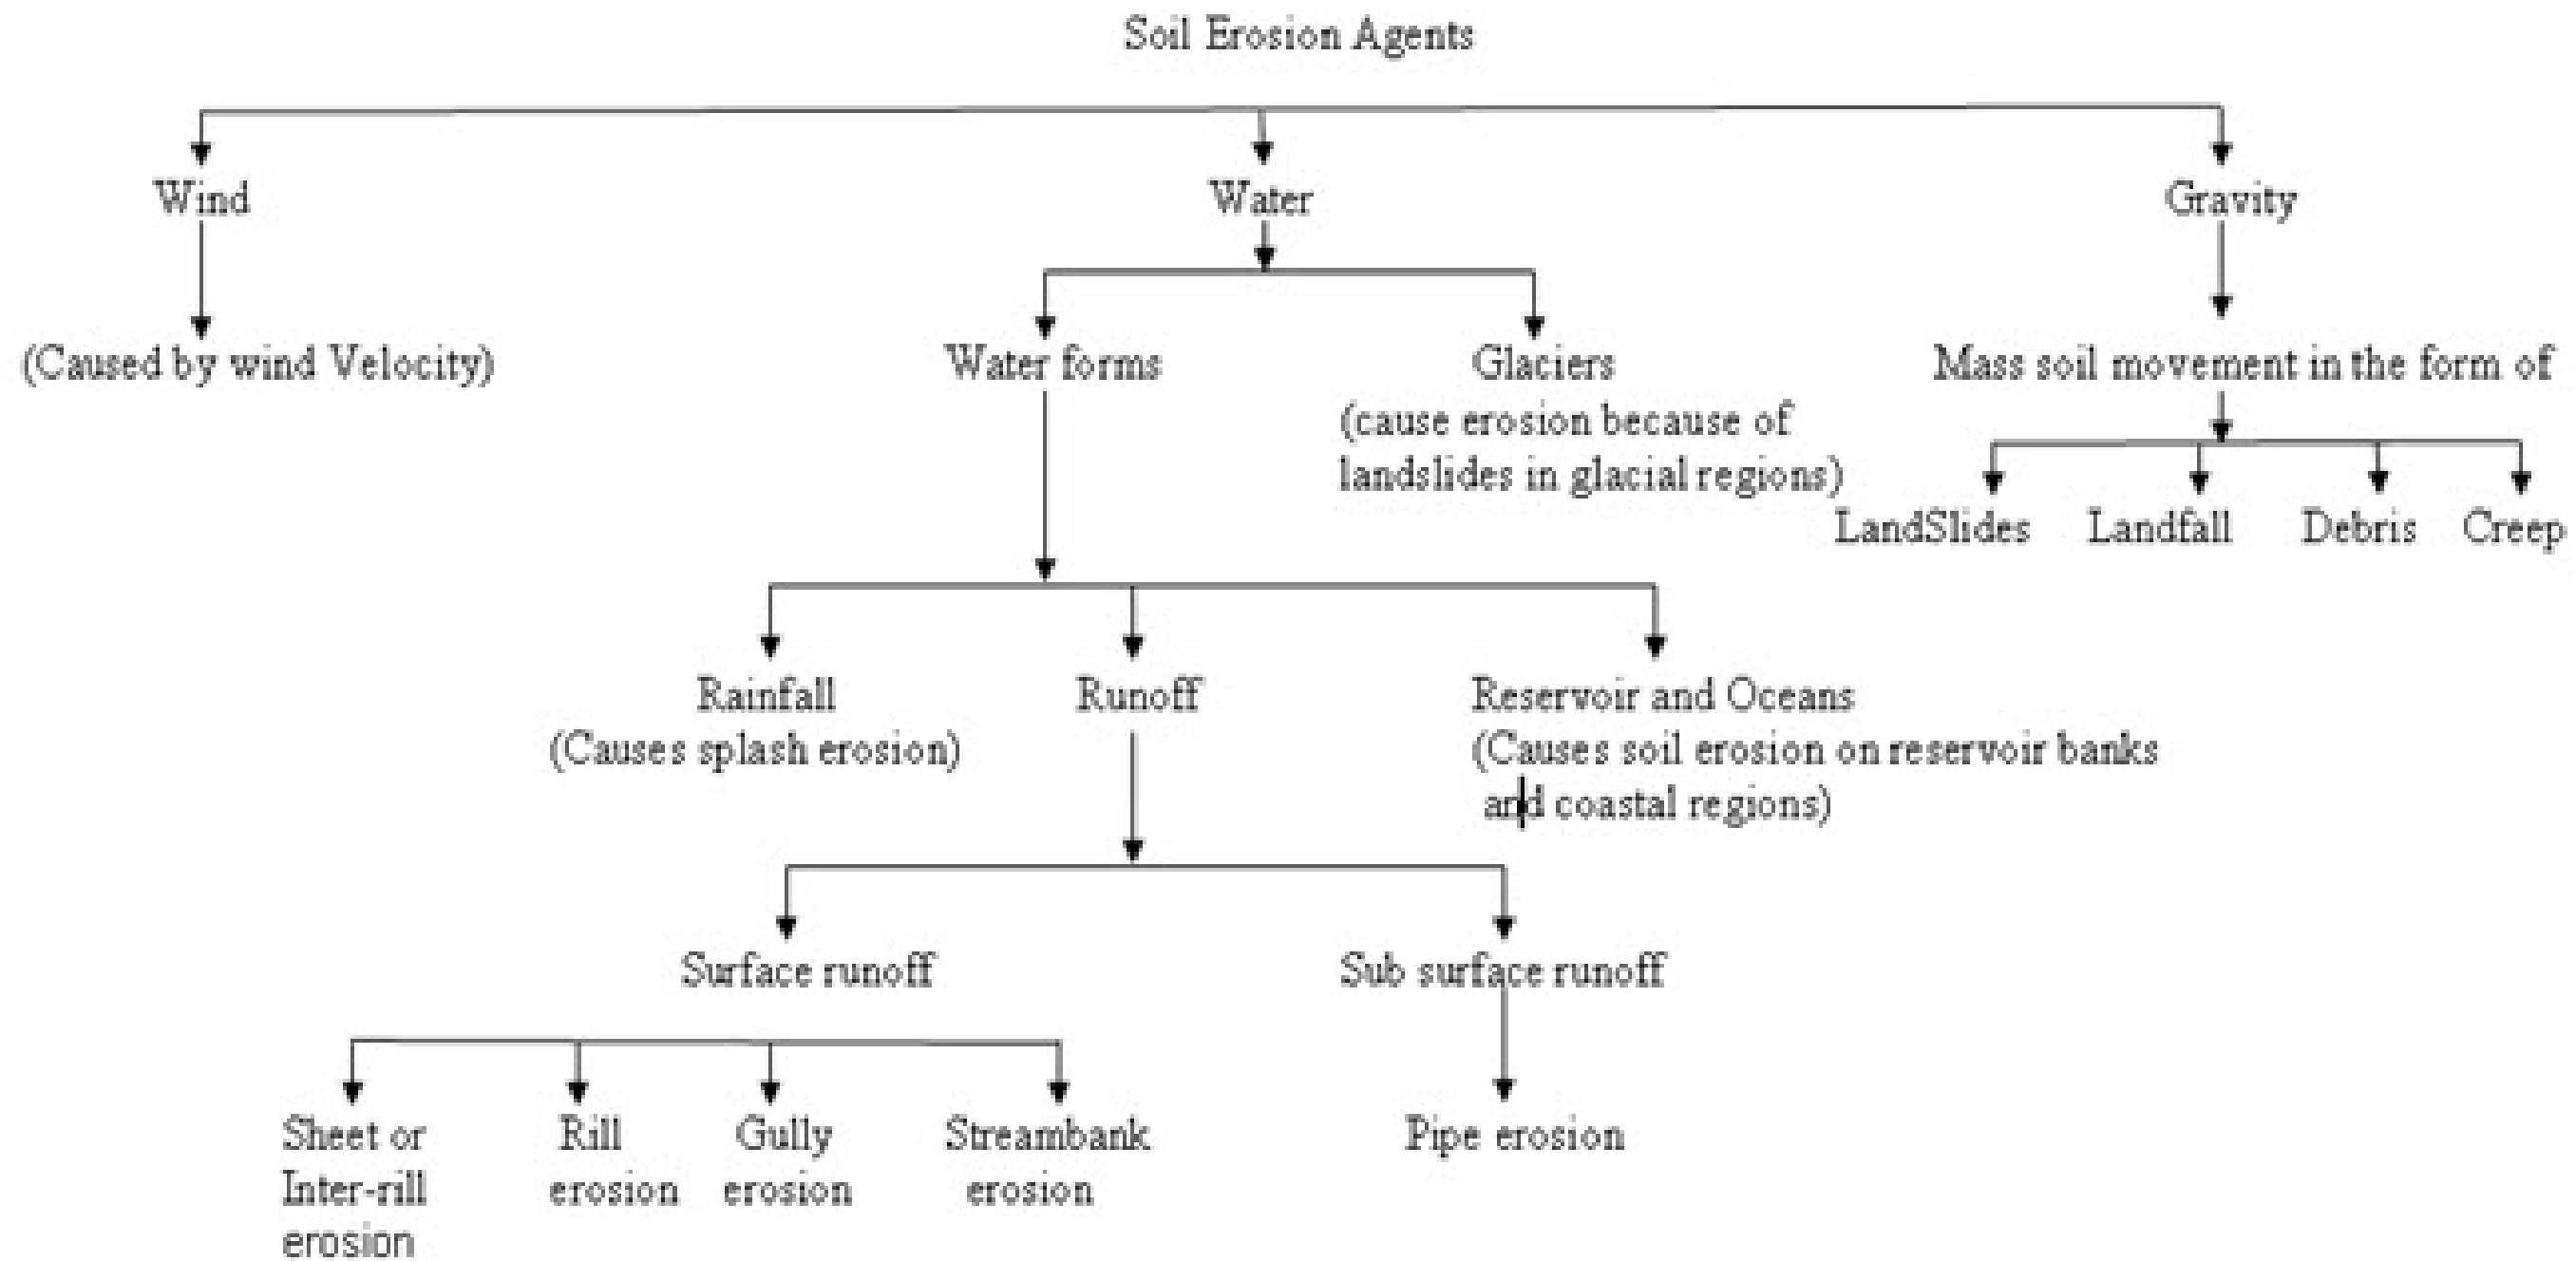 Soil Erosion Agents
Wind
Water
Gravity
(Caused by wind Velocity)
Water forms
Glaciers
(cause erosion because of
landslides in glacial regions)
Mass soil movement in the form of
LandSlides
Landfall
Debris
Creep
Rainfall
(Causes splash erosion)
Runoff
Reservoir and Oceans
(Causes soil erosion on reservoir banks
and coastal regions)
Surface runoff
Sub surface runoff
Sheet or
Inter-rill
erosion
Rill
erosion
Gully
erosion
Streambank
erosion
Pipe erosion